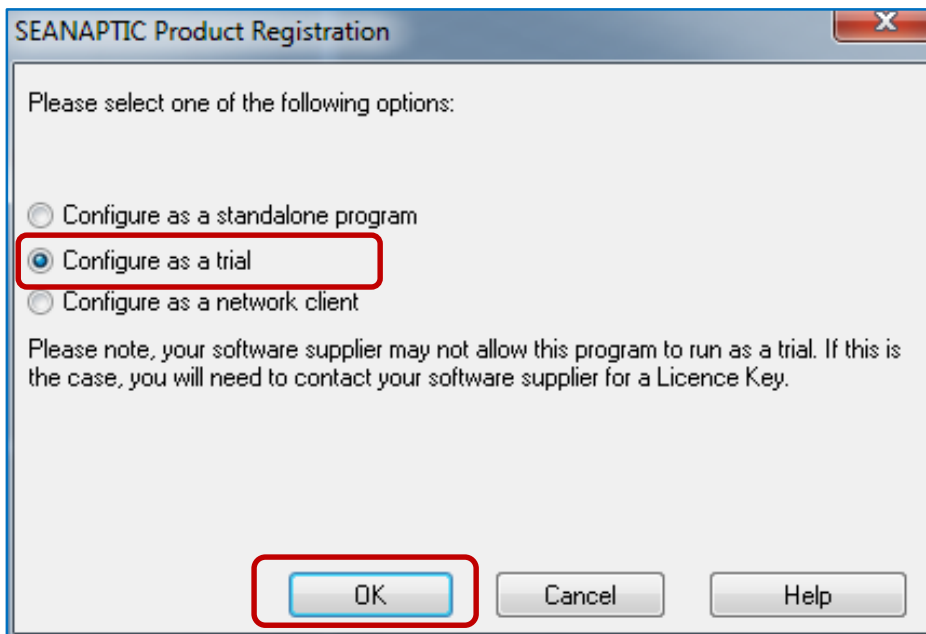 SEANAPTIC Product Registration
X
Please select one of the following options:
Configure as a standalone program
Configure as a trial
Configure as a network client
Please note, your software supplier may not allow this program to run as a trial. If this is
the case, you will need to contact your software supplier for a Licence Key.
OK Cancel Help